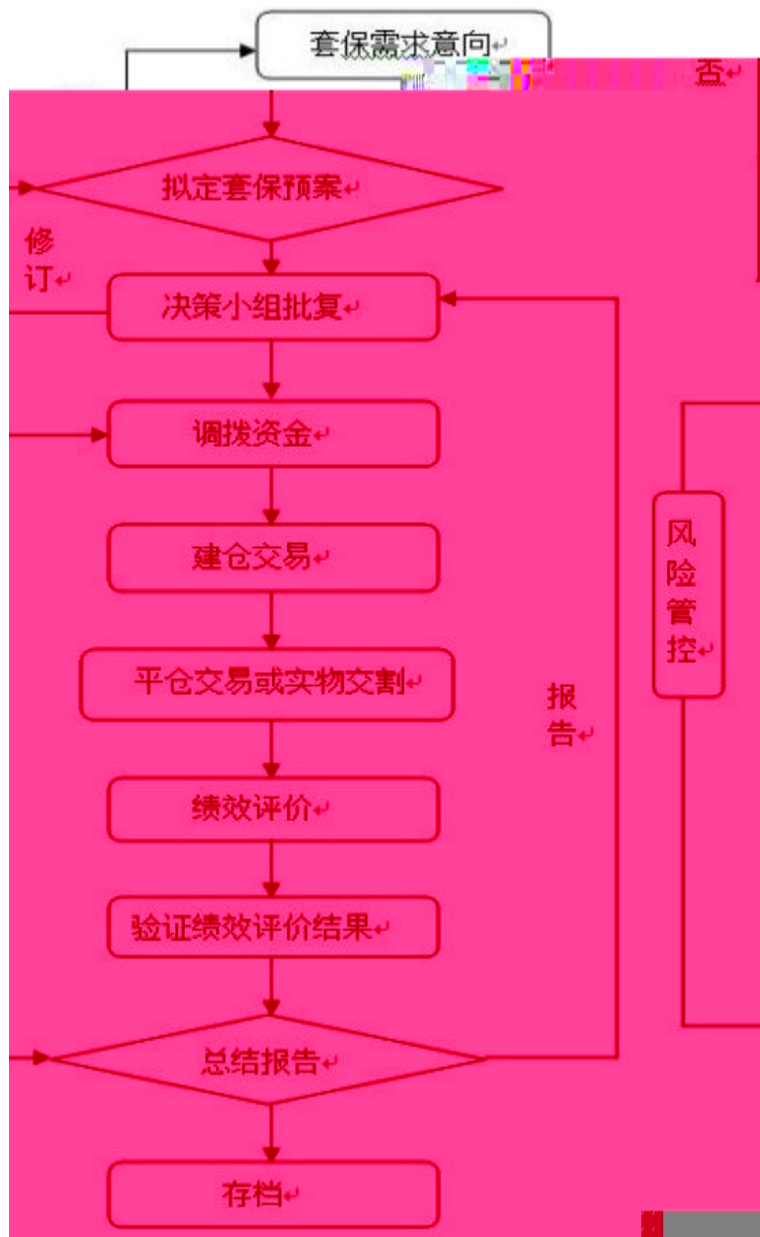 套保需求意向
否
拟定套保预案
修
订
决策小组批复
调拨资金
建仓交易
风
险
管
控
平仓交易或实物交割
报
告
绩效评价
验证绩效评价结果
总结报告
存档